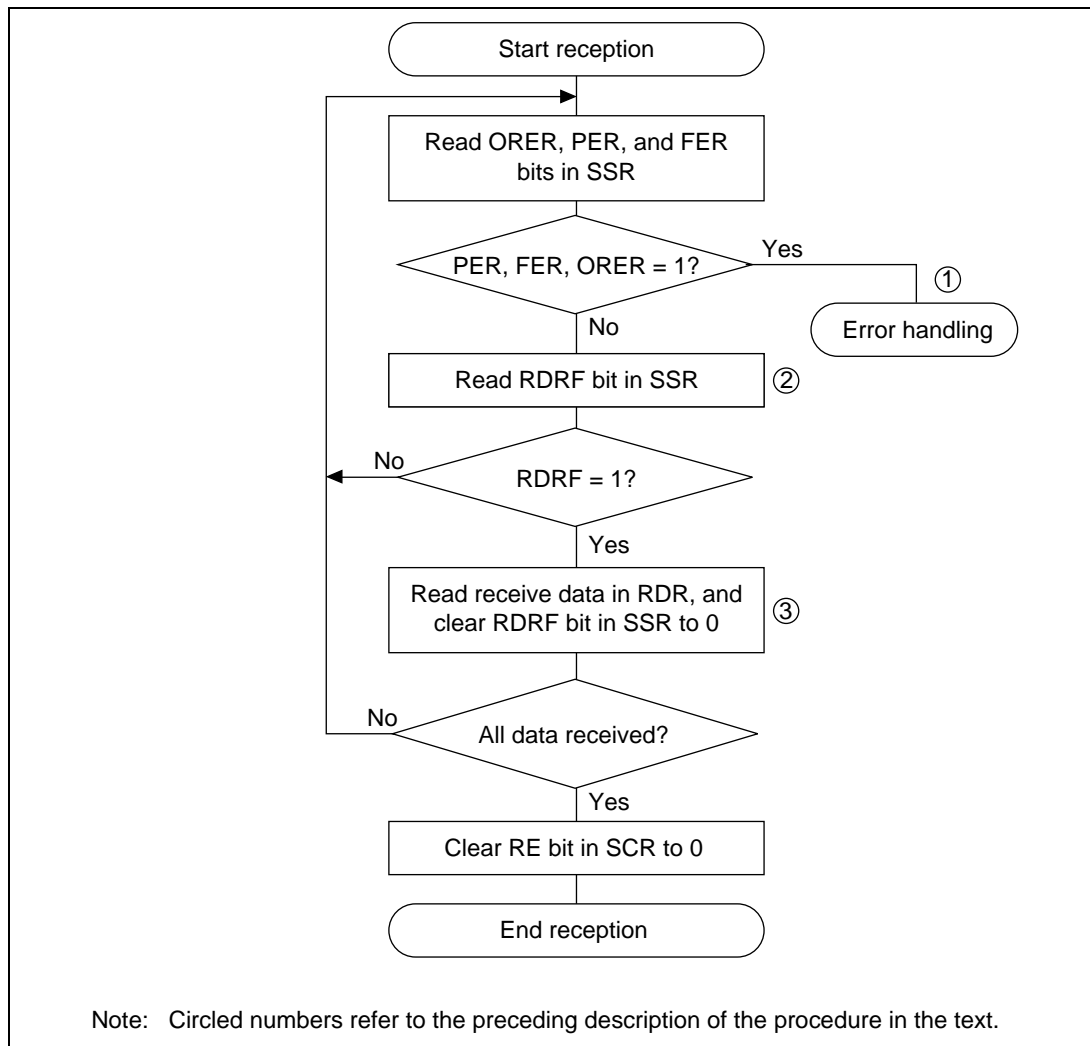 Start reception
Read ORER, PER, and FER
bits in SSR
PER, FER, ORER = 1?
Yes
①
Error handling
No
Read RDRF bit in SSR
②
No
RDRF = 1?
Yes
Read receive data in RDR, and
clear RDRF bit in SSR to 0
③
No
All data received?
Yes
Clear RE bit in SCR to 0
End reception
Note: Circled numbers refer to the preceding description of the procedure in the text.